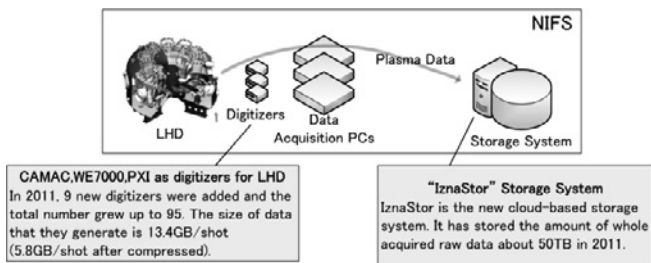 NIFS
Plasma Data
LHD
Digitizers
Data
Acquisition PCs
Storage System
CAMAC,WE7000,PXI as digitizers for LHD
In 2011, 9 new digitizers were added and the
total number grew up to 95. The size of data
that they generate is 13.4GB/shot
(5.8GB/shot after compressed).
“IznaStor” Storage System
IznaStor is the new cloud-based storage
system. It has stored the amount of whole
acquired raw data about 50TB in 2011.